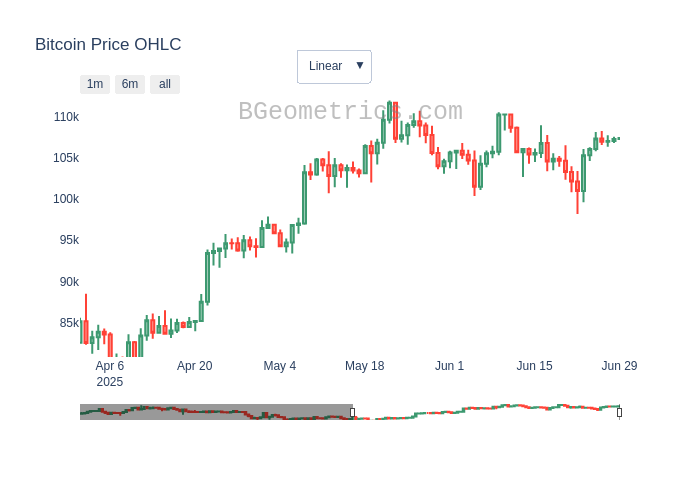 Bitcoin Price OHLC
Linear ▼
1m 6m all
BGeometrics.com
110k
105k
100k
95k
90k
85k
Apr 6 Apr 20 May 4 May 18 Jun 1 Jun 15 Jun 29
2025